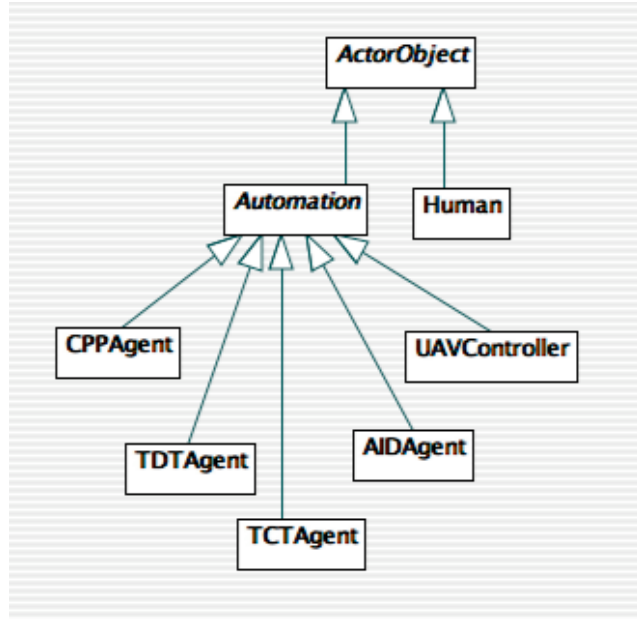 ActorObject
Automation
Human
CPPAgent
UAVController
TDTAgent
AIDAgent
TCTAgent